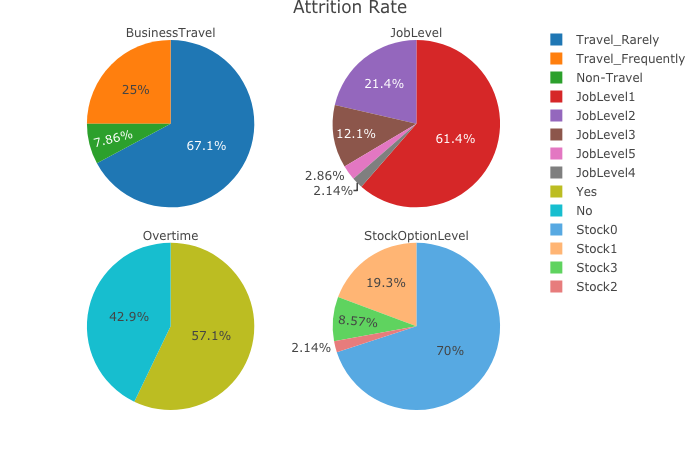 Attrition Rate
BusinessTravel
25%
7.86%
67.1%
JobLevel
21.4%
12.1%
61.4%
2.86%
2.14%
Overtime
42.9%
57.1%
StockOptionLevel
19.3%
8.57%
2.14%
70%
Travel_Rarely
Travel_Frequently
Non-Travel
JobLevel1
JobLevel2
JobLevel3
JobLevel5
JobLevel4
Yes
No
Stock0
Stock1
Stock3
Stock2